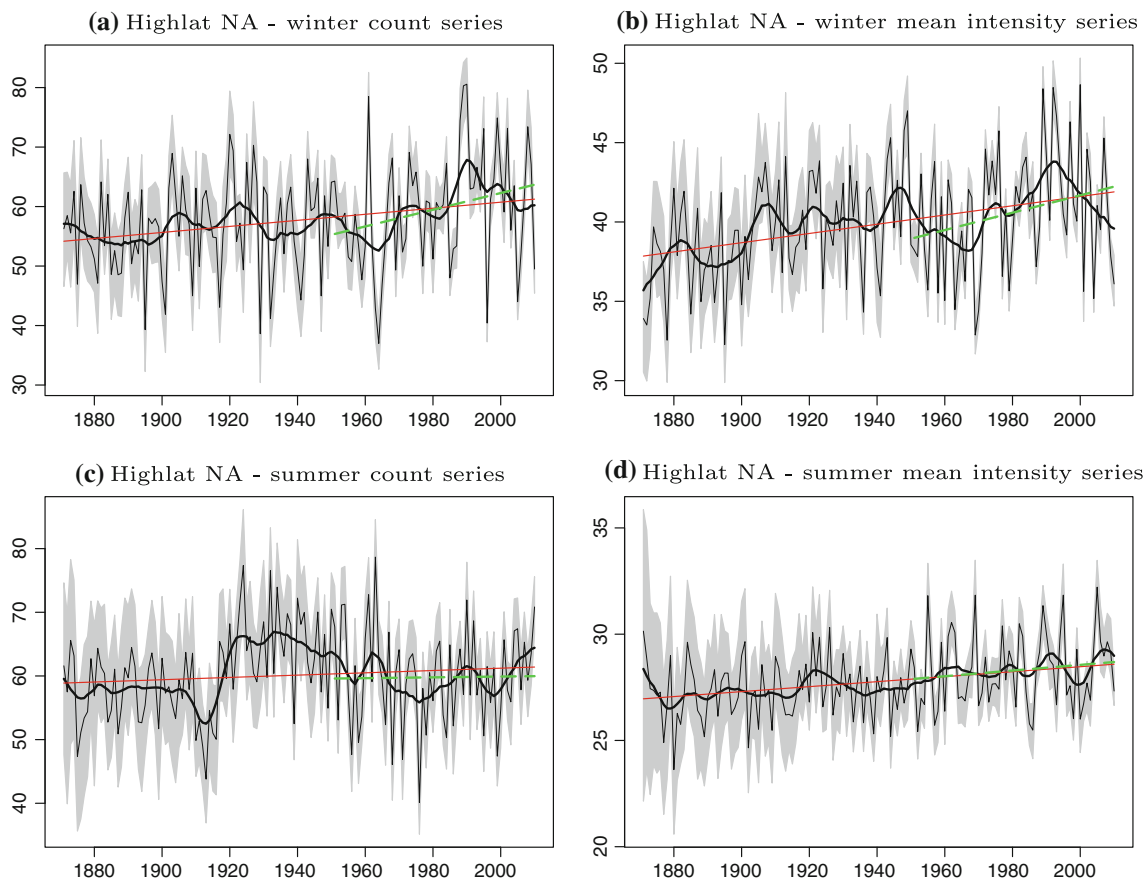 (a) Highlat NA - winter count series
80
70
60
50
40
30
1880 1900 1920 1940 1960 1980 2000
(b) Highlat NA - winter mean intensity series
50
45
40
35
30
1880 1900 1920 1940 1960 1980 2000
(c) Highlat NA - summer count series
80
70
60
50
40
1880 1900 1920 1940 1960 1980 2000
(d) Highlat NA - summer mean intensity series
35
30
25
20
1880 1900 1920 1940 1960 1980 2000